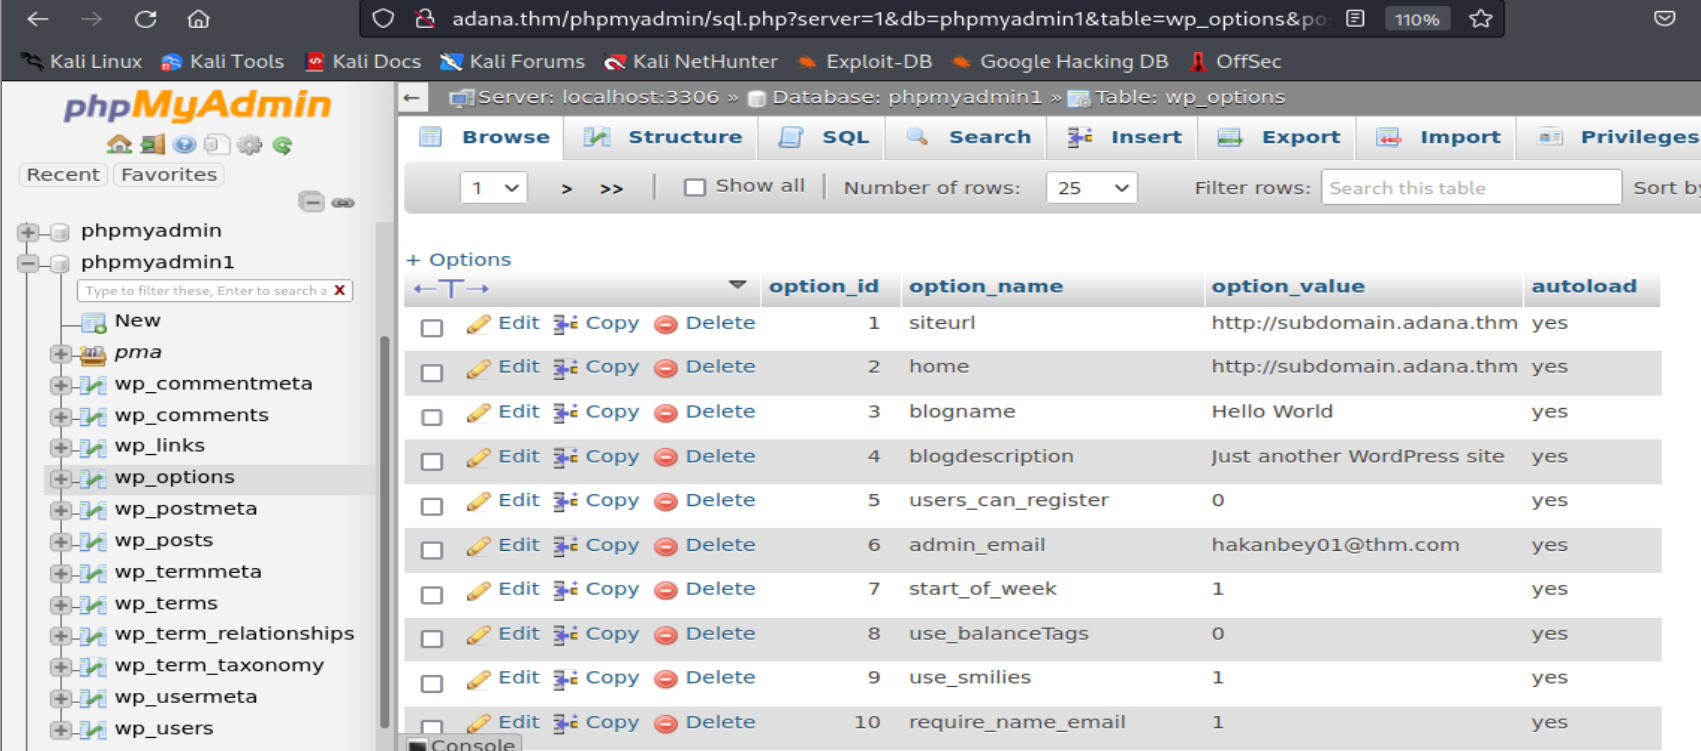 adana.thm/phpmyadmin/sql.php?server=1&db=phpmyadmin1&table=wp_options&po 110%
Kali Linux Kali Tools Kali Docs Kali Forums Kali NetHunter Exploit-DB Google Hacking DB OffSec
phpMyAdmin
Recent Favorites
phpmyadmin
phpmyadmin1
Type to filter these, Enter to search a X
New
pma
wp_commentmeta
wp_comments
wp_links
wp_options
wp_postmeta
wp_posts
wp_termmeta
wp_terms
wp_term_relationships
wp_term_taxonomy
wp_usermeta
wp_users
Server: localhost:3306 » Database: phpmyadmin1 » Table: wp_options
Browse Structure SQL Search Insert Export Import Privileges
1 > >> Show all Number of rows: 25 Filter rows: Search this table Sort by
+ Options
←T→ option_id option_name option_value autoload
Edit Copy Delete 1 siteurl http://subdomain.adana.thm yes
Edit Copy Delete 2 home http://subdomain.adana.thm yes
Edit Copy Delete 3 blogname Hello World yes
Edit Copy Delete 4 blogdescription Just another WordPress site yes
Edit Copy Delete 5 users_can_register 0 yes
Edit Copy Delete 6 admin_email hakanbey01@thm.com yes
Edit Copy Delete 7 start_of_week 1 yes
Edit Copy Delete 8 use_balanceTags 0 yes
Edit Copy Delete 9 use_smilies 1 yes
Edit Copy Delete 10 require_name_email 1 yes
Console